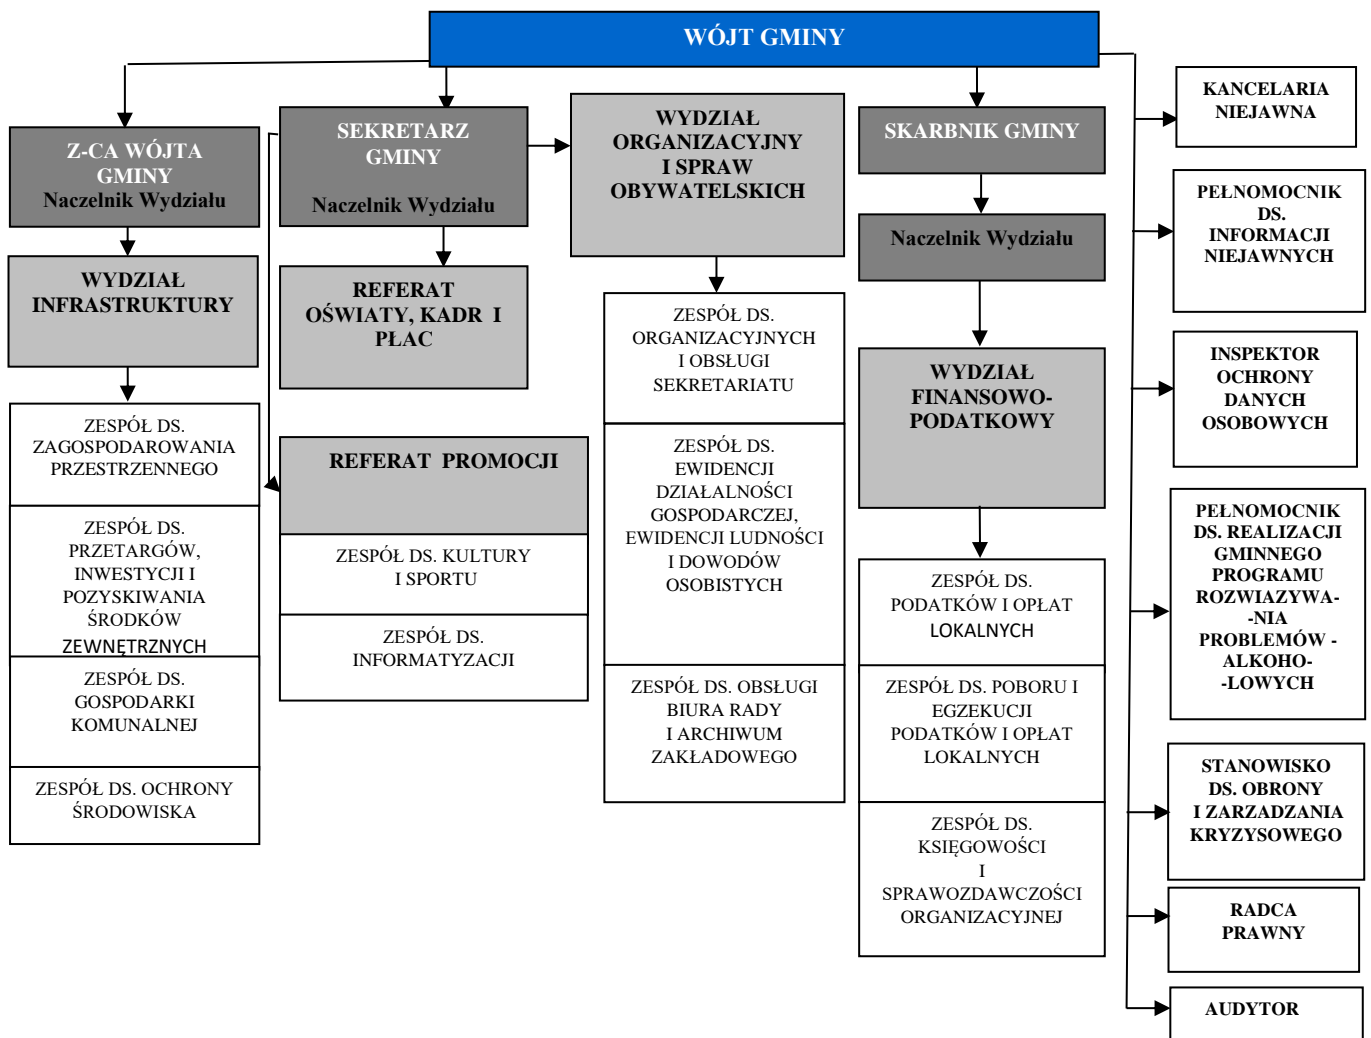 WÓJT GMINY
Z-CA WÓJTA
GMINY
Naczelnik Wydziału
WYDZIAŁ
INFRASTRUKTURY
ZESPÓŁ DS.
ZAGOSPODAROWANIA
PRZESTRZENNEGO
ZESPÓŁ DS.
PRZETARGÓW,
INWESTYCJI I
POZYSKIWANIA
ŚRODKÓW
ZEWNĘTRZNYCH
ZESPÓŁ DS.
GOSPODARKI
KOMUNALNEJ
ZESPÓŁ DS. OCHRONY
ŚRODOWISKA
SEKRETARZ
GMINY
Naczelnik Wydziału
REFERAT
OŚWIATY, KADR I
PŁAC
REFERAT PROMOCJI
ZESPÓŁ DS. KULTURY
I SPORTU
ZESPÓŁ DS.
INFORMATYZACJI
WYDZIAŁ
ORGANIZACYJNY
I SPRAW
OBYWATELSKICH
ZESPÓŁ DS.
ORGANIZACYJNYCH
I OBSŁUGI
SEKRETARIATU
ZESPÓŁ DS.
EWIDENCJI
DZIAŁALNOŚCI
GOSPODARCZEJ,
EWIDENCJI LUDNOŚCI
I DOWODÓW
OSOBISTYCH
ZESPÓŁ DS. OBSŁUGI
BIURA RADY
I ARCHIWUM
ZAKŁADOWEGO
SKARBNIK GMINY
Naczelnik Wydziału
WYDZIAŁ
FINANSOWO-
PODATKOWY
ZESPÓŁ DS.
PODATKÓW I OPŁAT
LOKALNYCH
ZESPÓŁ DS. POBORU I
EGZEKUCJI
PODATKÓW I OPŁAT
LOKALNYCH
ZESPÓŁ DS.
KSIĘGOWOŚCI
I
SPRAWOZDAWCZOŚCI
ORGANIZACYJNEJ
KANCELARIA
NIEJAWNA
PEŁNOMOCNIK
DS.
INFORMACJI
NIEJAWNYCH
INSPEKTOR
OCHRONY
DANYCH
OSOBOWYCH
PEŁNOMOCNIK
DS. REALIZACJI
GMINNEGO
PROGRAMU
ROZWIAZYWA-
-NIA
PROBLEMÓW -
ALKOHO-
-LOWYCH
STANOWISKO
DS. OBRONY
I ZARZADZANIA
KRYZYSOWEGO
RADCA
PRAWNY
AUDYTOR